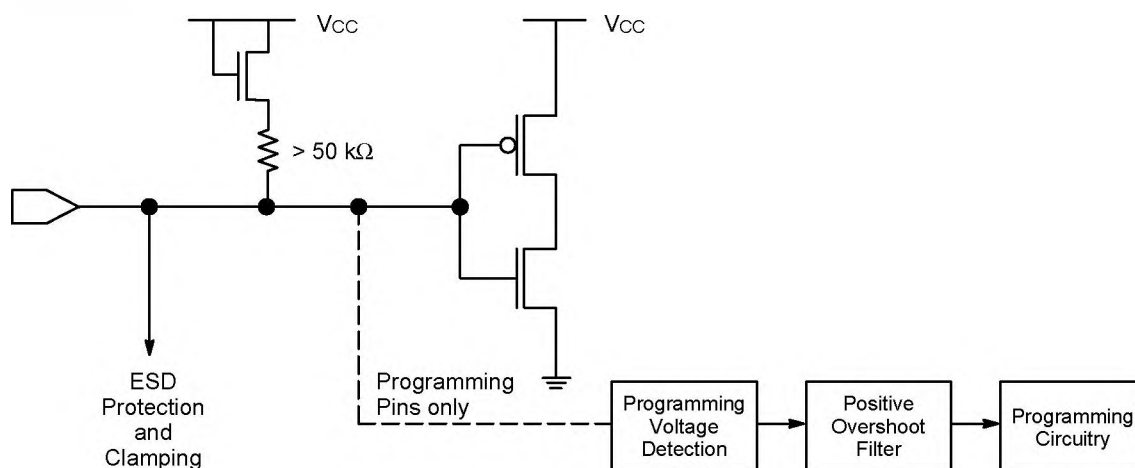 VCC
VCC
> 50 kΩ
ESD
Protection
and
Clamping
Programming
Pins only
Programming
Voltage
Detection
Positive
Overshoot
Filter
Programming
Circuitry